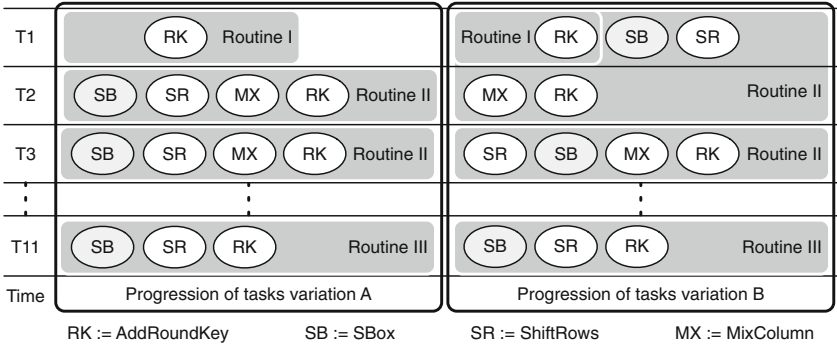 T1 RK Routine I Routine I RK SB SR
T2 SB SR MX RK Routine II MX RK Routine II
T3 SB SR MX RK Routine II SR SB MX RK Routine II
T11 SB SR RK Routine III SB SR RK Routine III
Time Progression of tasks variation A Progression of tasks variation B
RK := AddRoundKey SB := SBox SR := ShiftRows MX := MixColumn